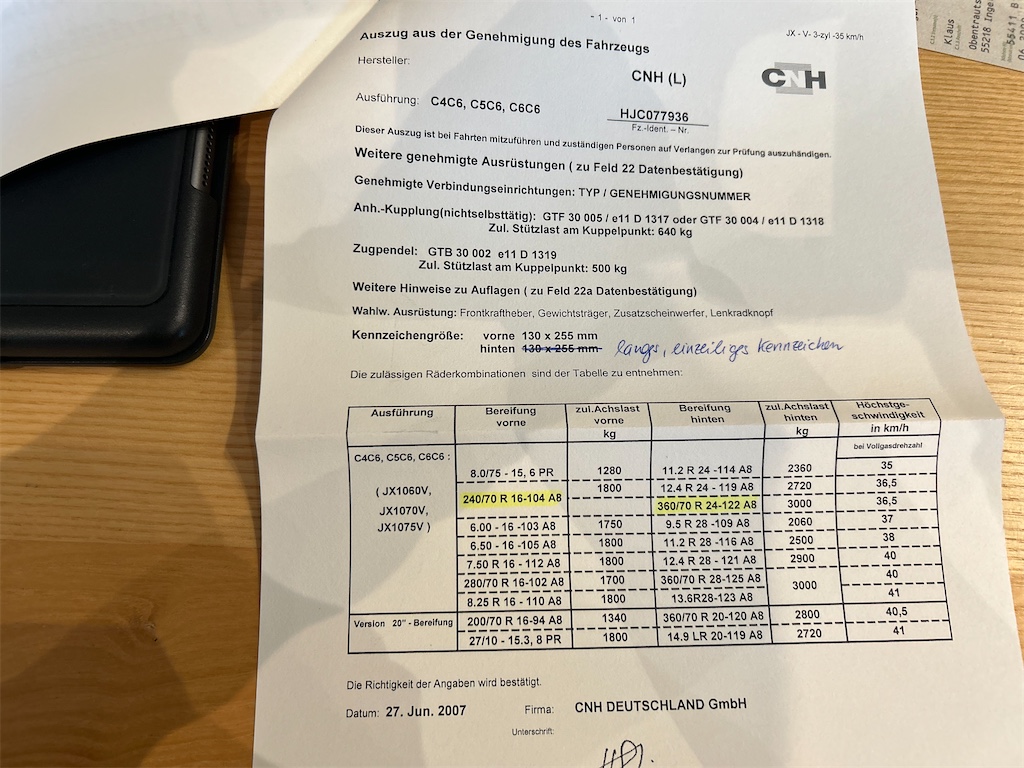 - 1 - von 1
JX - V- 3-zyl -35 km/h
Auszug aus der Genehmigung des Fahrzeugs
Hersteller:
CNH (L)
CNH
Ausführung: C4C6, C5C6, C6C6
HJC077936
Fz.-Ident. – Nr.
Dieser Auszug ist bei Fahrten mitzuführen und zuständigen Personen auf Verlangen zur Prüfung auszuhändigen.
Weitere genehmigte Ausrüstungen ( zu Feld 22 Datenbestätigung)
Genehmigte Verbindungseinrichtungen: TYP / GENEHMIGUNGSNUMMER
Anh.-Kupplung(nichtselbsttätig): GTF 30 005 / e11 D 1317 oder GTF 30 004 / e11 D 1318
Zul. Stützlast am Kuppelpunkt: 640 kg
Zugpendel: GTB 30 002 e11 D 1319
Zul. Stützlast am Kuppelpunkt: 500 kg
Weitere Hinweise zu Auflagen ( zu Feld 22a Datenbestätigung)
Wahlw. Ausrüstung: Frontkraftheber, Gewichtsträger, Zusatzscheinwerfer, Lenkradknopf
Kennzeichengröße: vorne 130 x 255 mm
hinten 130 x 255 mm langes, einzeiliges Kennzeichen
Die zulässigen Räderkombinationen sind der Tabelle zu entnehmen:
Ausführung Bereifung vorne zul.Achslast vorne kg Bereifung hinten zul.Achslast hinten kg Höchstge-schwindigkeit in km/h
bei Vollgasdrehzahl
C4C6, C5C6, C6C6 :
8.0/75 - 15, 6 PR 1280 11.2 R 24 -114 A8 2360 35
( JX1060V, 1800 12.4 R 24 - 119 A8 2720 36,5
240/70 R 16-104 A8 360/70 R 24-122 A8 3000 36,5
JX1070V,
JX1075V ) 6.00 - 16 -103 A8 1750 9.5 R 28 -109 A8 2060 37
6.50 - 16 -105 A8 1800 11.2 R 28 -116 A8 2500 38
7.50 R 16 - 112 A8 1800 12.4 R 28 - 121 A8 2900 40
280/70 R 16-102 A8 1700 360/70 R 28-125 A8 3000 40
8.25 R 16 - 110 A8 1800 13.6R28-123 A8 41
Version 20" - Bereifung 200/70 R 16-94 A8 1340 360/70 R 20-120 A8 2800 40,5
27/10 - 15.3, 8 PR 1800 14.9 LR 20-119 A8 2720 41
Die Richtigkeit der Angaben wird bestätigt.
Datum: 27. Jun. 2007 Firma: CNH DEUTSCHLAND GmbH
Unterschrift:
Klaus
55218 Inge
55411 B